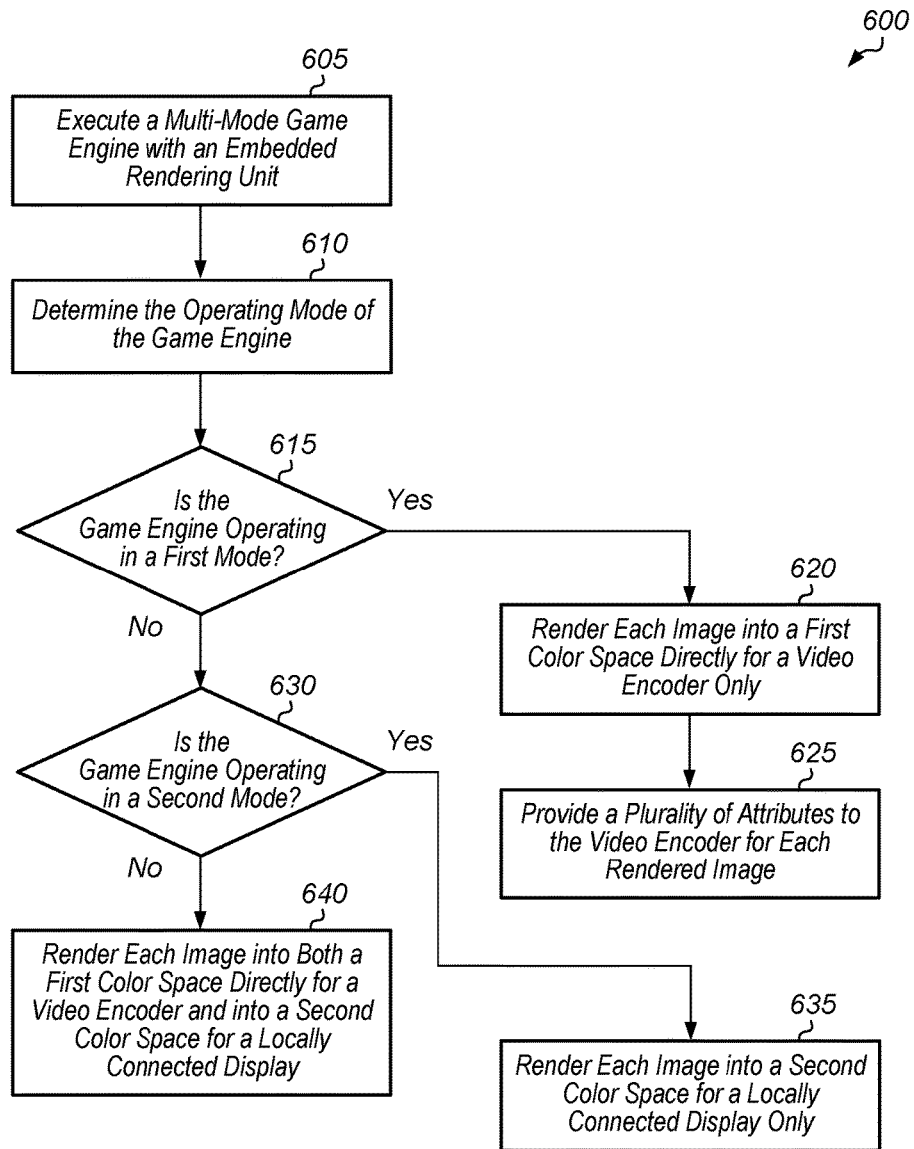 600
605
Execute a Multi-Mode Game
Engine with an Embedded
Rendering Unit
610
Determine the Operating Mode of
the Game Engine
615
Is the
Game Engine Operating
in a First Mode?
Yes
No
620
Render Each Image into a First
Color Space Directly for a Video
Encoder Only
625
Provide a Plurality of Attributes to
the Video Encoder for Each
Rendered Image
630
Is the
Game Engine Operating
in a Second Mode?
Yes
No
640
Render Each Image into Both a
First Color Space Directly for a
Video Encoder and into a Second
Color Space for a Locally
Connected Display
635
Render Each Image into a Second
Color Space for a Locally
Connected Display Only